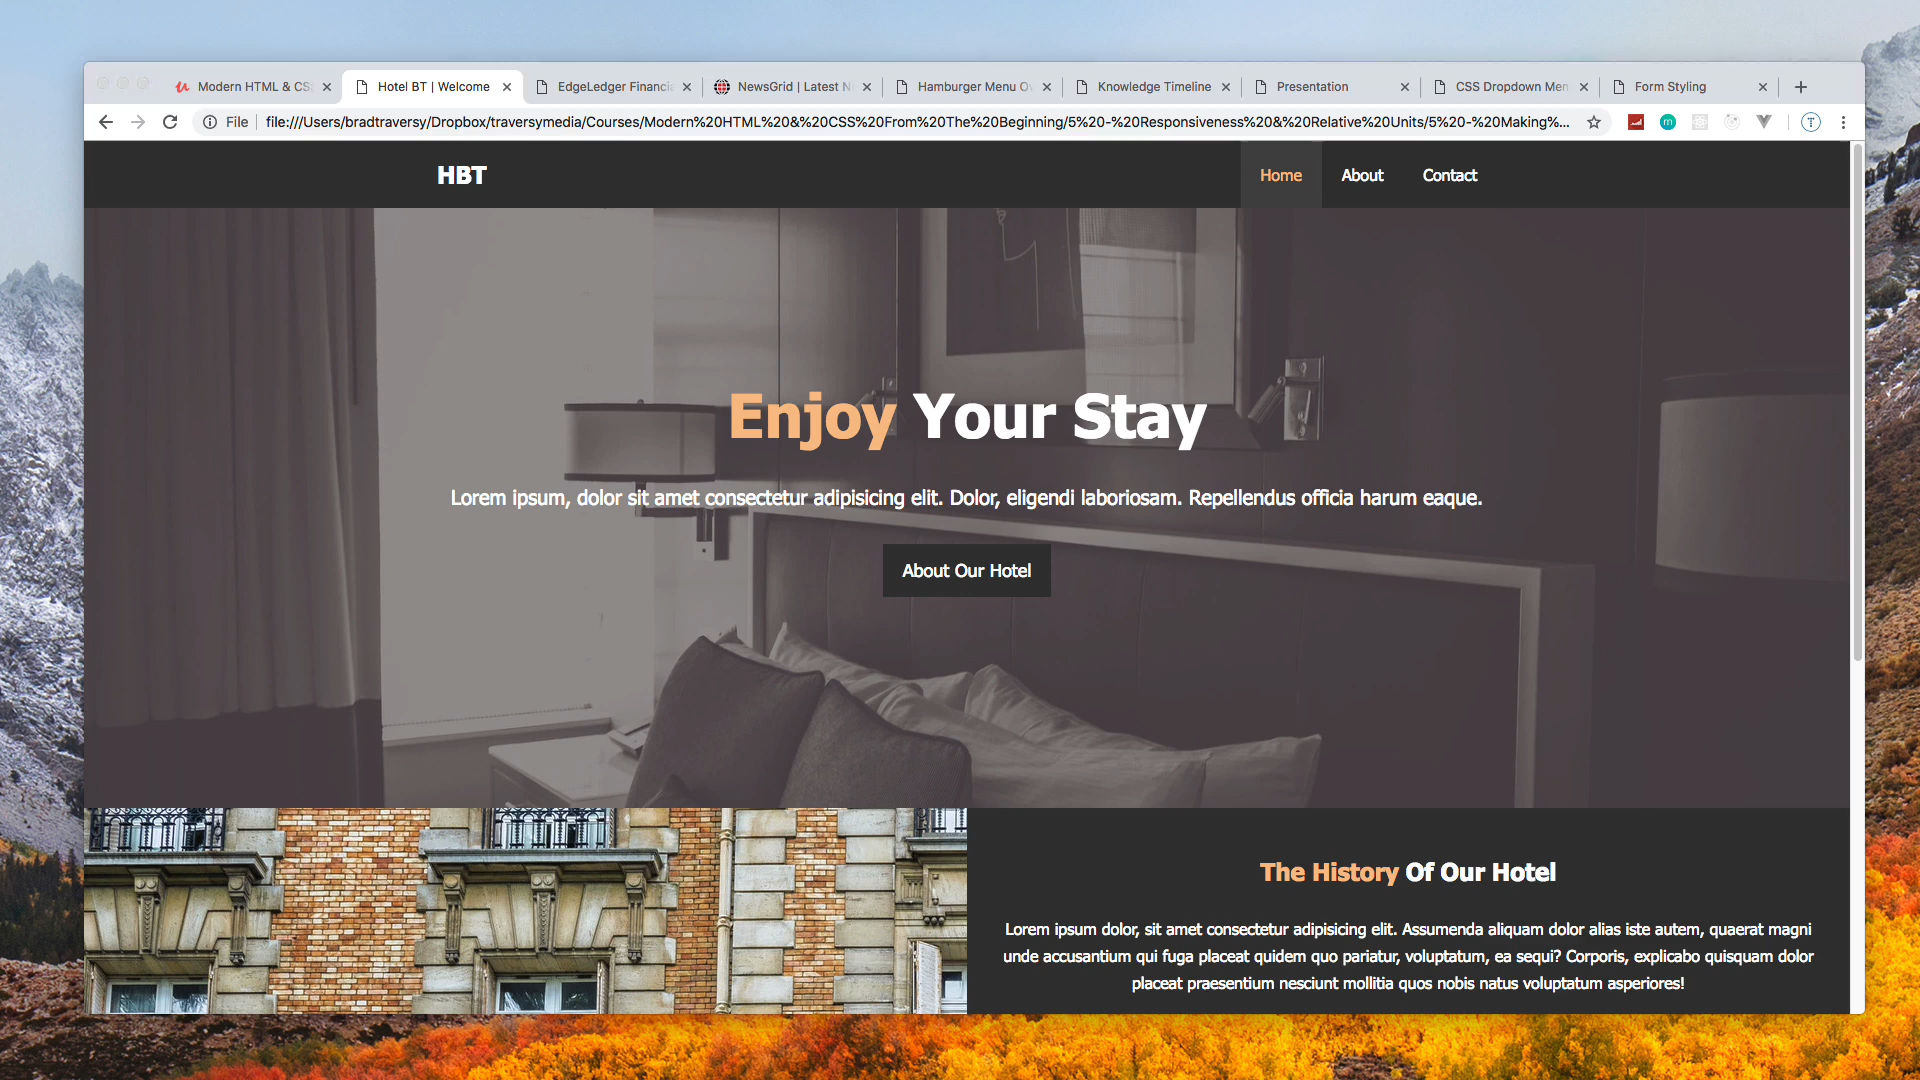 Modern HTML & CS
Hotel BT | Welcome
EdgeLedger Financia
NewsGrid | Latest N
Hamburger Menu O
Knowledge Timeline
Presentation
CSS Dropdown Men
Form Styling
File
file:///Users/bradtraversy/Dropbox/traversymedia/Courses/Modern%20HTML%20&%20CSS%20From%20The%20Beginning/5%20-%20Responsiveness%20&%20Relative%20Units/5%20-%20Making%...
HBT
Home
About
Contact
Enjoy Your Stay
Lorem ipsum, dolor sit amet consectetur adipisicing elit. Dolor, eligendi laboriosam. Repellendus officia harum eaque.
About Our Hotel
The History Of Our Hotel
Lorem ipsum dolor, sit amet consectetur adipisicing elit. Assumenda aliquam dolor alias iste autem, quaerat magni
unde accusantium qui fuga placeat quidem quo pariatur, voluptatum, ea sequi? Corporis, explicabo quisquam dolor
placeat praesentium nesciunt mollitia quos nobis natus voluptatum asperiores!